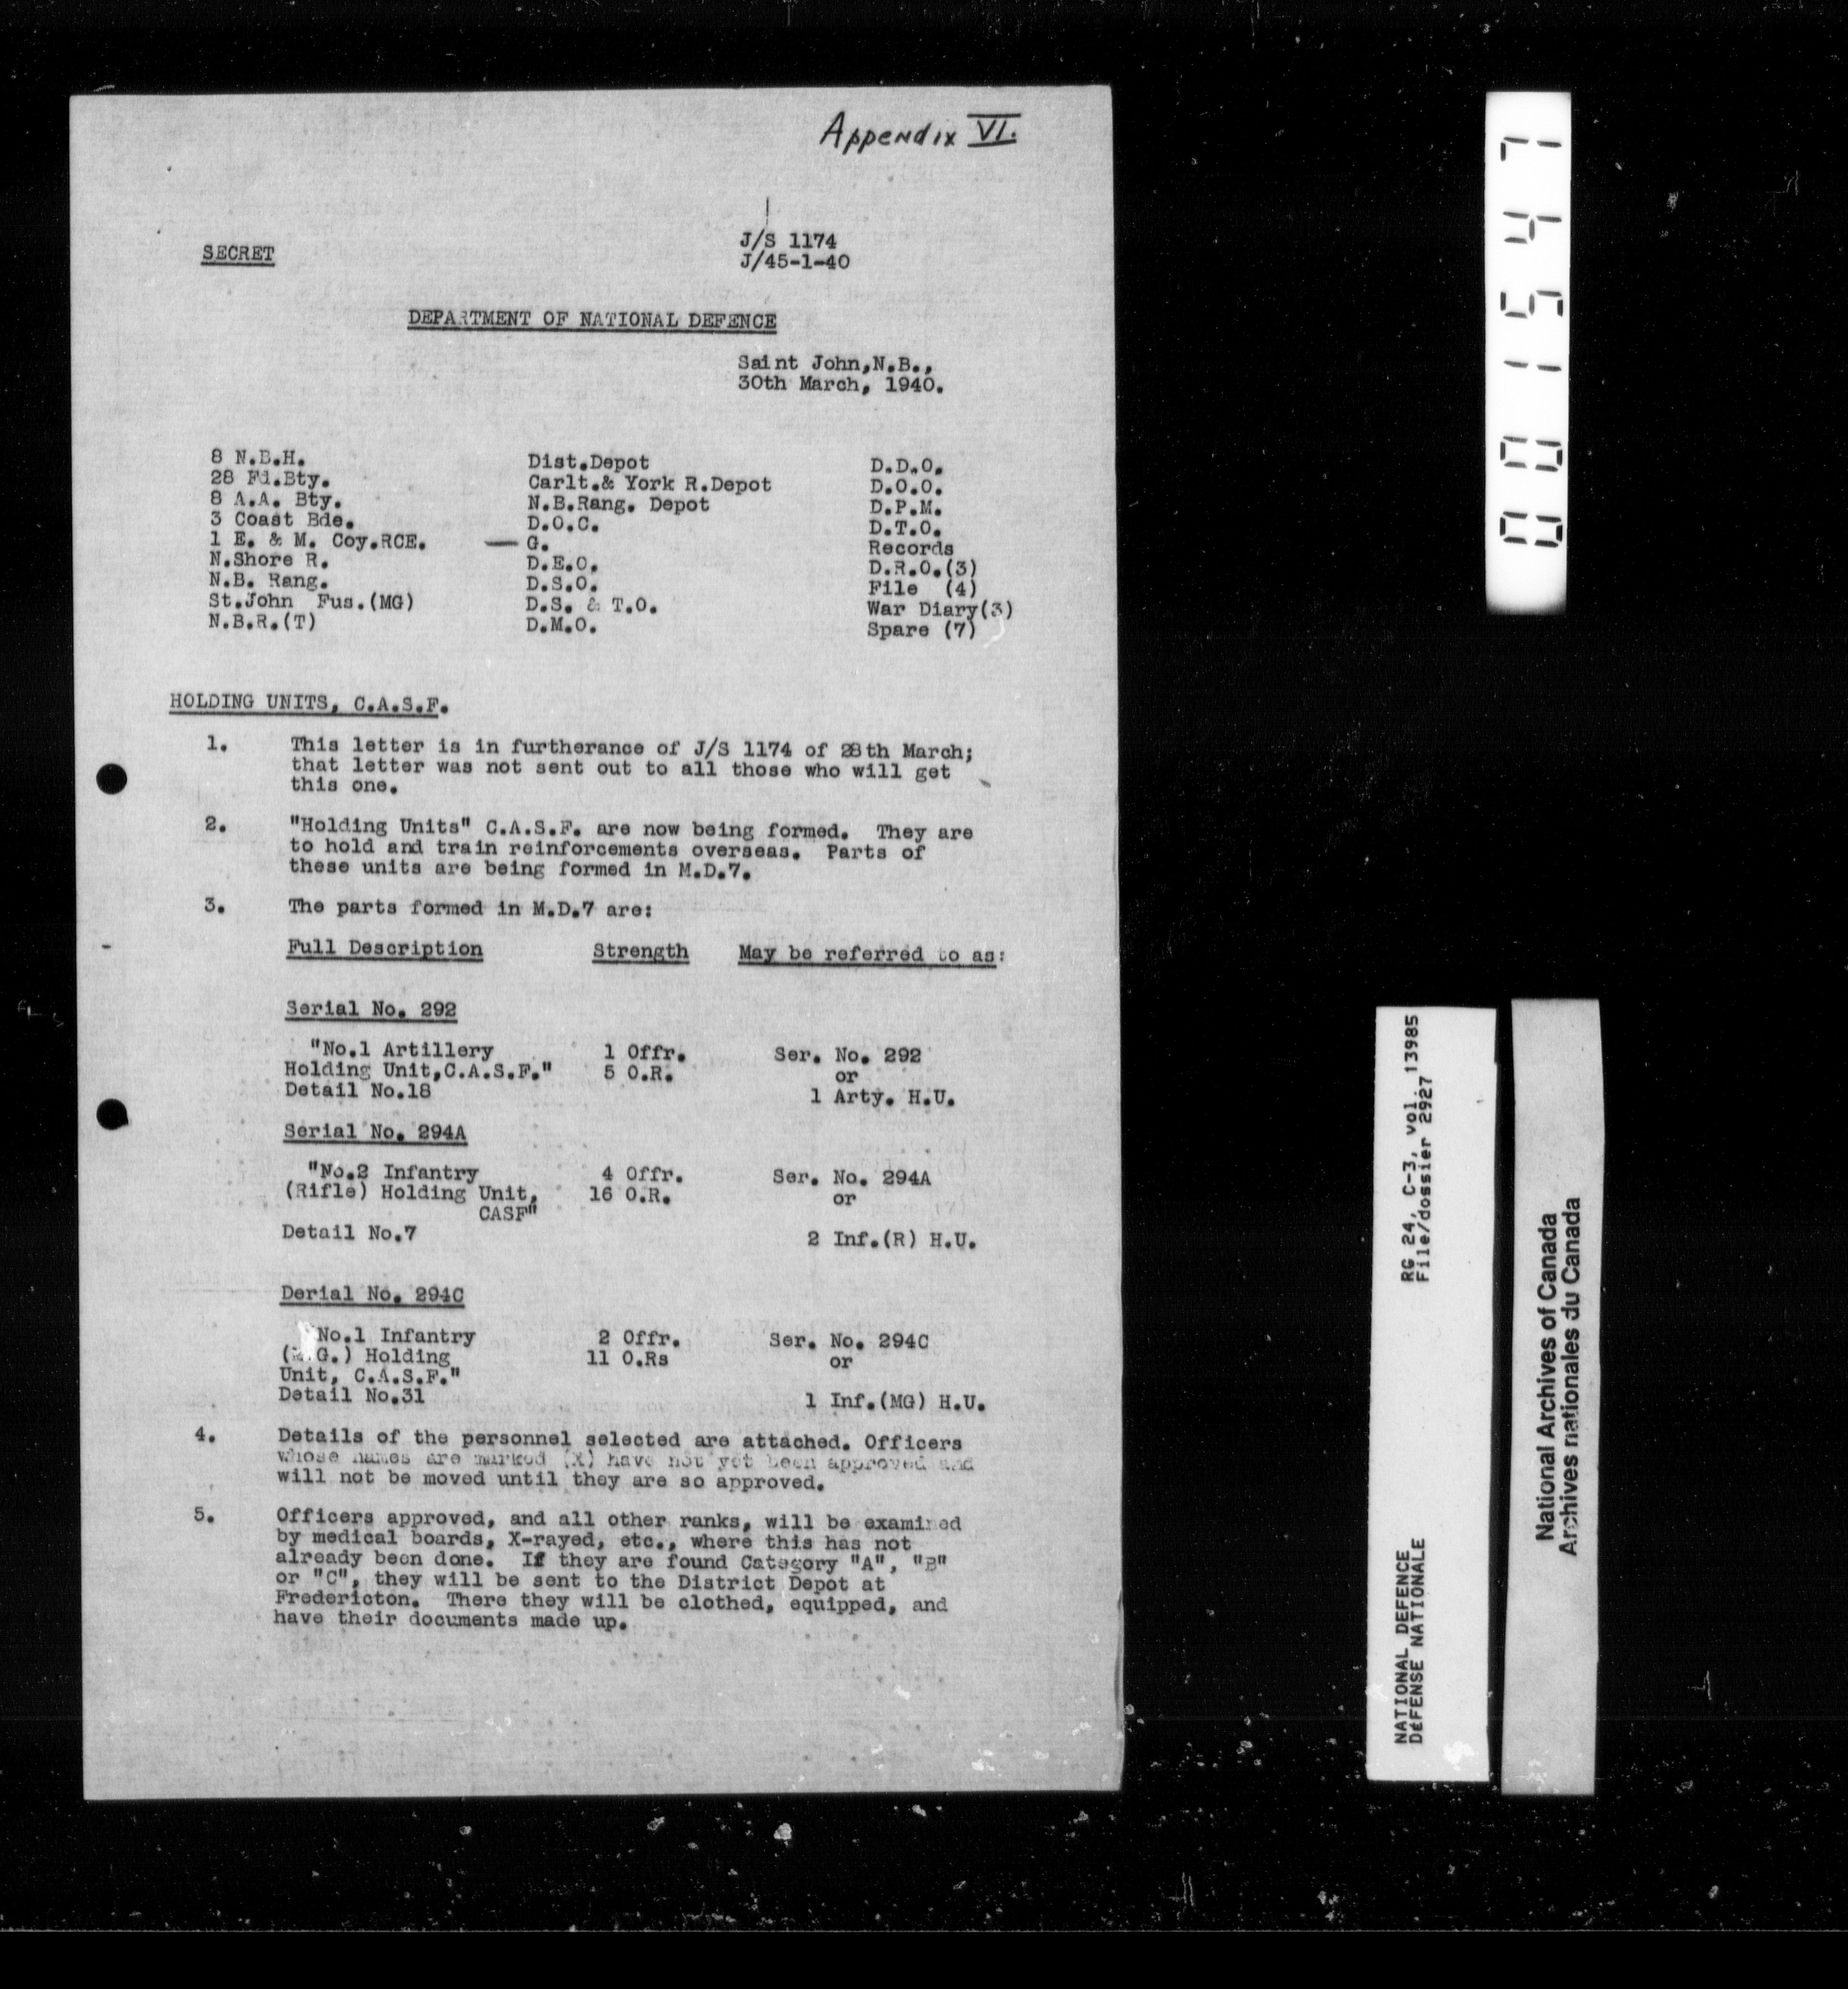 Appendix VI.
SECRET
J/S 1174
J/45-1-40
DEPARTMENT OF NATIONAL DEFENCE
Saint John,N.B.,
30th March, 1940.
8 N.B.H.
28 Fd.Bty.
8 A.A. Bty.
3 Coast Bde.
1 E. & M. Coy.RCE.
N.Shore R.
N.B. Rang.
St.John Fus.(MG)
N.B.R.(T)
Dist.Depot
Carlt.& York R.Depot
N.B.Rang. Depot
D.O.C.
— G.
D.E.O.
D.S.O.
D.S. & T.O.
D.M.O.
D.D.O.
D.O.O.
D.P.M.
D.T.O.
Records
D.R.O.(3)
File (4)
War Diary(3)
Spare (7)
HOLDING UNITS, C.A.S.F.
1. This letter is in furtherance of J/S 1174 of 28th March;
that letter was not sent out to all those who will get
this one.
2. "Holding Units" C.A.S.F. are now being formed. They are
to hold and train reinforcements overseas. Parts of
these units are being formed in M.D.7.
3. The parts formed in M.D.7 are:
Full Description Strength May be referred to as:
Serial No. 292
"No.1 Artillery 1 Offr. Ser. No. 292
Holding Unit,C.A.S.F." 5 O.R. or
Detail No.18 1 Arty. H.U.
Serial No. 294A
"No.2 Infantry 4 Offr. Ser. No. 294A
(Rifle) Holding Unit, 16 O.R. or
CASF"
Detail No.7 2 Inf.(R) H.U.
Derial No. 294C
No.1 Infantry 2 Offr. Ser. No. 294C
(M.G.) Holding 11 O.Rs or
Unit, C.A.S.F."
Detail No.31 1 Inf.(MG) H.U.
4. Details of the personnel selected are attached. Officers
whose names are marked (X) have not yet been approved and
will not be moved until they are so approved.
5. Officers approved, and all other ranks, will be examined
by medical boards, X-rayed, etc., where this has not
already been done. If they are found Category "A", "B"
or "C", they will be sent to the District Depot at
Fredericton. There they will be clothed, equipped, and
have their documents made up.
001547
NATIONAL DEFENCE RG 24, C-3, vol. 13985
DÉFENSE NATIONALE File/dossier 2927
National Archives of Canada
Archives nationales du Canada